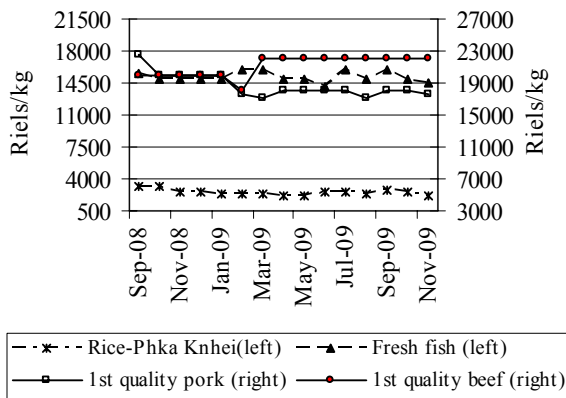 21500 27000
18000 23000
14500 19000
11000 15000
7500 11000
4000 7000
500 3000
Riels/kg
Riels/kg
Sep-08 Nov-08 Jan-09 Mar-09 May-09 Jul-09 Sep-09 Nov-09
Rice-Phka Knhei(left) Fresh fish (left)
1st quality pork (right) 1st quality beef (right)